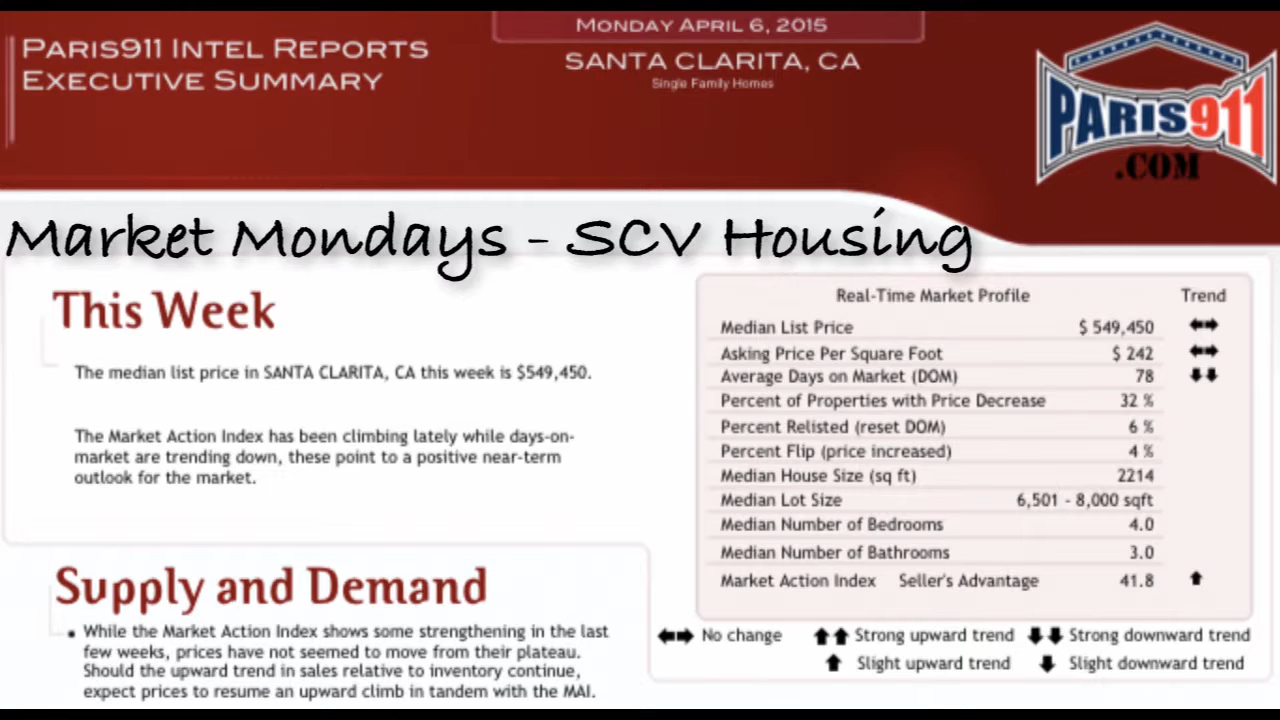 Monday April 6, 2015
Paris911 Intel Reports
Executive Summary
SANTA CLARITA, CA
Single Family Homes
PARIS911
.COM
Market Mondays - SCV Housing
This Week
The median list price in SANTA CLARITA, CA this week is $549,450.
The Market Action Index has been climbing lately while days-on-
market are trending down, these point to a positive near-term
outlook for the market.
Real-Time Market Profile Trend
Median List Price $ 549,450
Asking Price Per Square Foot $ 242
Average Days on Market (DOM) 78
Percent of Properties with Price Decrease 32 %
Percent Relisted (reset DOM) 6 %
Percent Flip (price increased) 4 %
Median House Size (sq ft) 2214
Median Lot Size 6,501 - 8,000 sqft
Median Number of Bedrooms 4.0
Median Number of Bathrooms 3.0
Market Action Index Seller's Advantage 41.8
No change Strong upward trend Strong downward trend
Slight upward trend Slight downward trend
Supply and Demand
• While the Market Action Index shows some strengthening in the last
few weeks, prices have not seemed to move from their plateau.
Should the upward trend in sales relative to inventory continue,
expect prices to resume an upward climb in tandem with the MAI.